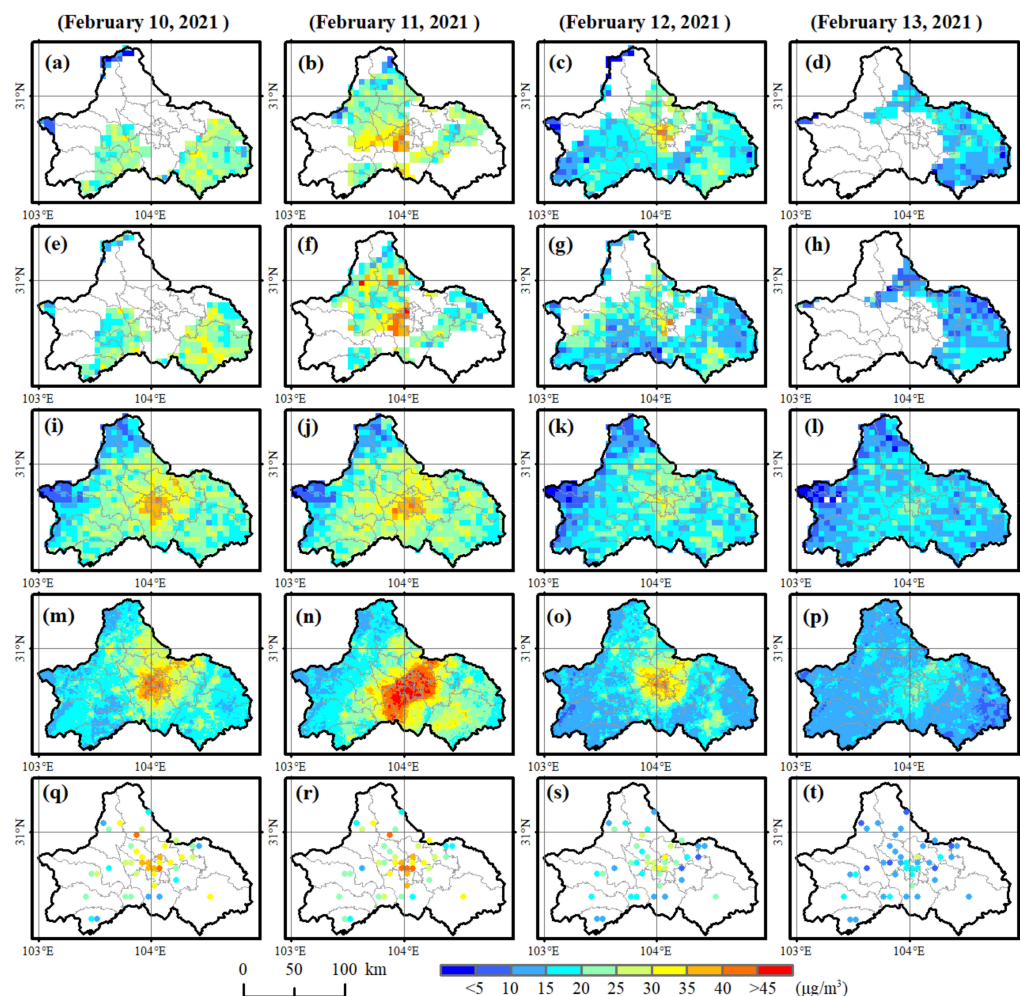 (February 10, 2021 ) (February 11, 2021 ) (February 12, 2021 ) (February 13, 2021 )
(a) (b) (c) (d)
31°N 31°N 31°N 31°N
103°E 104°E 103°E 104°E 103°E 104°E 103°E 104°E
(e) (f) (g) (h)
31°N 31°N 31°N 31°N
103°E 104°E 103°E 104°E 103°E 104°E 103°E 104°E
(i) (j) (k) (l)
31°N 31°N 31°N 31°N
103°E 104°E 103°E 104°E 103°E 104°E 103°E 104°E
(m) (n) (o) (p)
31°N 31°N 31°N 31°N
103°E 104°E 103°E 104°E 103°E 104°E 103°E 104°E
(q) (r) (s) (t)
31°N 31°N 31°N 31°N
103°E 104°E 103°E 104°E 103°E 104°E 103°E 104°E
0 50 100 km
<5 10 15 20 25 30 35 40 >45 (μg/m³)